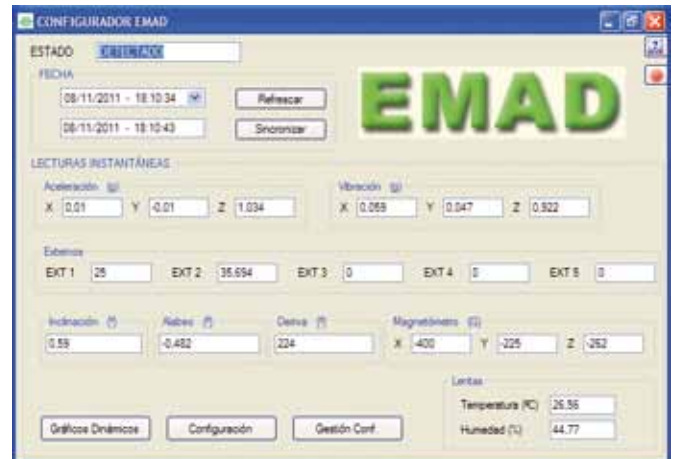 CONFIGURADOR EMAD
ESTADO DETECTADO
FECHA
08/11/2011 - 18:10:34 Refrescar
08/11/2011 - 18:10:43 Sincronizar
EMAD
LECTURAS INSTANTÁNEAS
Aceleración (g) Vibración (g)
X 0,01 Y -0,01 Z 1,034 X 0,059 Y 0,047 Z 0,922
Externos
EXT 1 25 EXT 2 35,694 EXT 3 0 EXT 4 0 EXT 5 0
Inclinación (º) Alabeo (º) Deriva (º) Magnetómetro (G)
0,59 -0,482 224 X -400 Y -225 Z -262
Lentas
Temperatura (ºC) 26,56
Humedad (%) 44,77
Gráficos Dinámicos Configuración Gestión Conf.